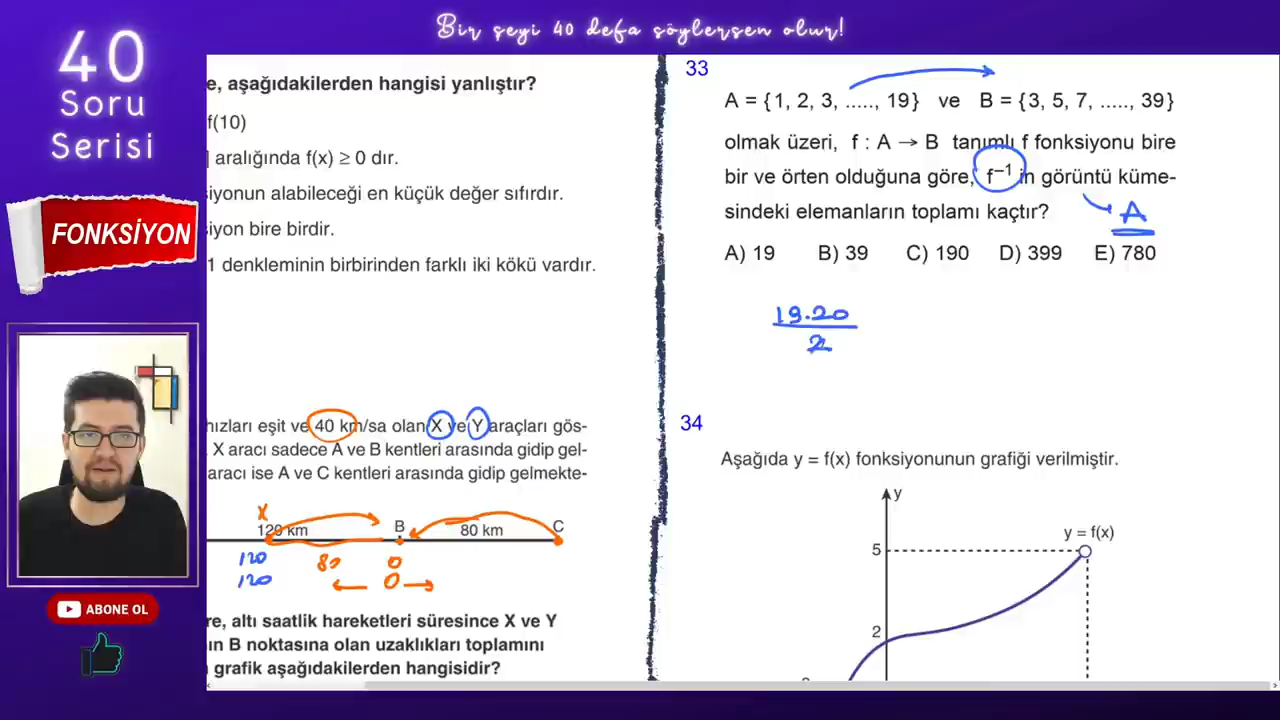 Bir şeyi 40 defa söylersen olur!
40
Soru
Serisi
FONKSİYON
ABONE OL
e, aşağıdakilerden hangisi yanlıştır?
f(10)
] aralığında f(x) ≥ 0 dır.
siyonun alabileceği en küçük değer sıfırdır.
siyon bire birdir.
1 denkleminin birbirinden farklı iki kökü vardır.
hızları eşit ve 40 km/sa olan X ve Y araçları gös-
X aracı sadece A ve B kentleri arasında gidip gel-
aracı ise A ve C kentleri arasında gidip gelmekte-
X
120 km B 80 km C
120 80 0
120 0
re, altı saatlik hareketleri süresince X ve Y
ın B noktasına olan uzaklıkları toplamını
grafik aşağıdakilerden hangisidir?
33
A = {1, 2, 3, ....., 19} ve B = {3, 5, 7, ....., 39}
olmak üzeri, f : A → B tanımlı f fonksiyonu bire
bir ve örten olduğuna göre, f⁻¹ in görüntü küme-
sindeki elemanların toplamı kaçtır?
A
A) 19 B) 39 C) 190 D) 399 E) 780
19.20
2
34
Aşağıda y = f(x) fonksiyonunun grafiği verilmiştir.
y
y = f(x)
5
2